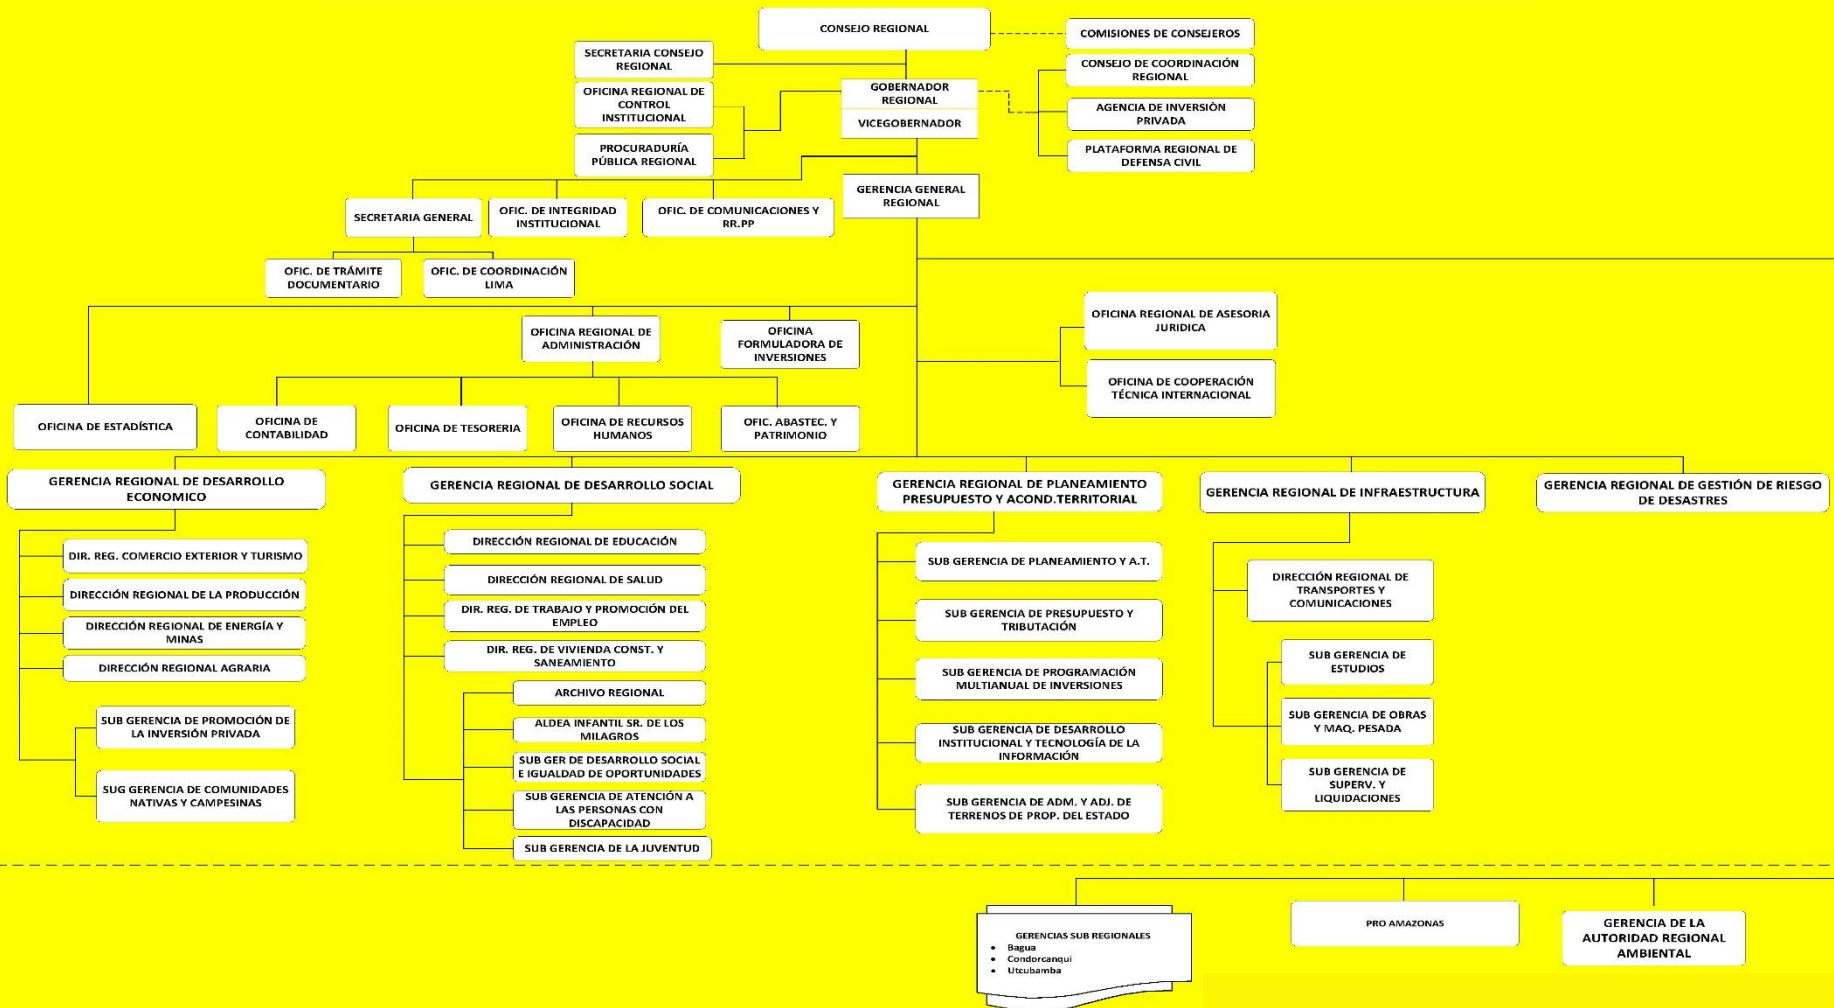 CONSEJO REGIONAL
COMISIONES DE CONSEJEROS
SECRETARIA CONSEJO
REGIONAL
CONSEJO DE COORDINACIÓN
REGIONAL
OFICINA REGIONAL DE
CONTROL
INSTITUCIONAL
GOBERNADOR
REGIONAL
VICEGOBERNADOR
AGENCIA DE INVERSIÒN
PRIVADA
PROCURADURÍA
PÚBLICA REGIONAL
PLATAFORMA REGIONAL DE
DEFENSA CIVIL
GERENCIA GENERAL
REGIONAL
SECRETARIA GENERAL
OFIC. DE INTEGRIDAD
INSTITUCIONAL
OFIC. DE COMUNICACIONES Y
RR.PP
OFIC. DE TRÁMITE
DOCUMENTARIO
OFIC. DE COORDINACIÓN
LIMA
OFICINA REGIONAL DE ASESORIA
JURIDICA
OFICINA REGIONAL DE
ADMINISTRACIÓN
OFICINA
FORMULADORA DE
INVERSIONES
OFICINA DE COOPERACIÓN
TÉCNICA INTERNACIONAL
OFICINA DE ESTADÍSTICA
OFICINA DE
CONTABILIDAD
OFICINA DE TESORERIA
OFICINA DE RECURSOS
HUMANOS
OFIC. ABASTEC. Y
PATRIMONIO
GERENCIA REGIONAL DE DESARROLLO
ECONOMICO
GERENCIA REGIONAL DE DESARROLLO SOCIAL
GERENCIA REGIONAL DE PLANEAMIENTO
PRESUPUESTO Y ACOND.TERRITORIAL
GERENCIA REGIONAL DE INFRAESTRUCTURA
GERENCIA REGIONAL DE GESTIÓN DE RIESGO
DE DESASTRES
DIR. REG. COMERCIO EXTERIOR Y TURISMO
DIRECCIÓN REGIONAL DE LA PRODUCCIÓN
DIRECCIÓN REGIONAL DE ENERGÍA Y
MINAS
DIRECCIÓN REGIONAL AGRARIA
SUB GERENCIA DE PROMOCIÓN DE
LA INVERSIÓN PRIVADA
SUG GERENCIA DE COMUNIDADES
NATIVAS Y CAMPESINAS
DIRECCIÓN REGIONAL DE EDUCACIÓN
DIRECCIÓN REGIONAL DE SALUD
DIR. REG. DE TRABAJO Y PROMOCIÓN DEL
EMPLEO
DIR. REG. DE VIVIENDA CONST. Y
SANEAMIENTO
ARCHIVO REGIONAL
ALDEA INFANTIL SR. DE LOS
MILAGROS
SUB GER DE DESARROLLO SOCIAL
E IGUALDAD DE OPORTUNIDADES
SUB GERENCIA DE ATENCIÓN A
LAS PERSONAS CON
DISCAPACIDAD
SUB GERENCIA DE LA JUVENTUD
SUB GERENCIA DE PLANEAMIENTO Y A.T.
SUB GERENCIA DE PRESUPUESTO Y
TRIBUTACIÓN
SUB GERENCIA DE PROGRAMACIÓN
MULTIANUAL DE INVERSIONES
SUB GERENCIA DE DESARROLLO
INSTITUCIONAL Y TECNOLOGÍA DE LA
INFORMACIÓN
SUB GERENCIA DE ADM. Y ADJ. DE
TERRENOS DE PROP. DEL ESTADO
DIRECCIÓN REGIONAL DE
TRANSPORTES Y
COMUNICACIONES
SUB GERENCIA DE
ESTUDIOS
SUB GERENCIA DE OBRAS
Y MAQ. PESADA
SUB GERENCIA DE
SUPERV. Y
LIQUIDACIONES
GERENCIAS SUB REGIONALES
• Bagua
• Condorcanqui
• Utcubamba
PRO AMAZONAS
GERENCIA DE LA
AUTORIDAD REGIONAL
AMBIENTAL